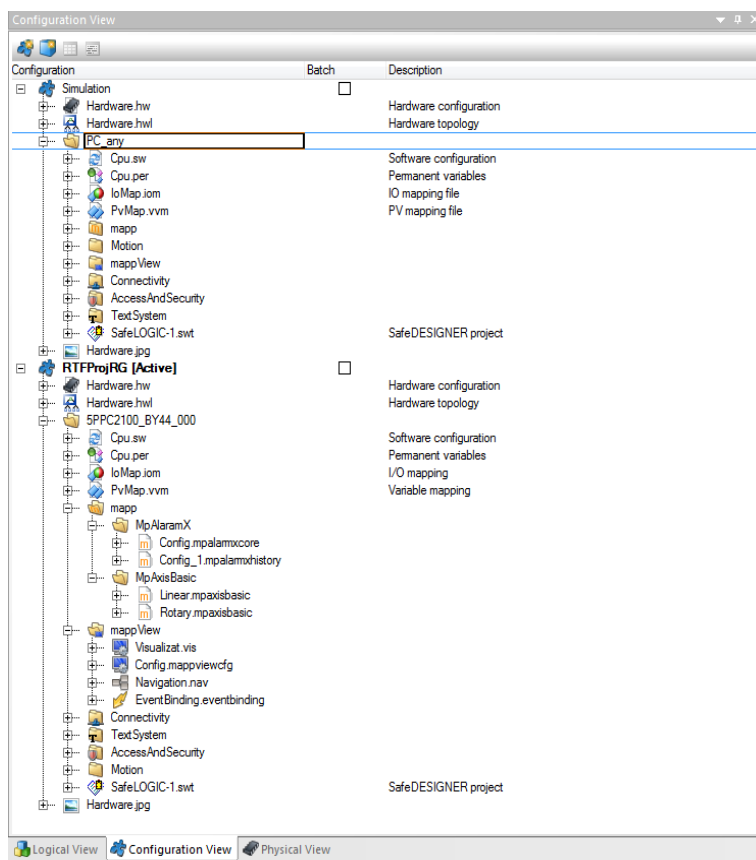 Configuration View
Configuration Batch Description
Simulation
Hardware.hw Hardware configuration
Hardware.hwl Hardware topology
PC_any
Cpu.sw Software configuration
Cpu.per Permanent variables
IoMap.iom IO mapping file
PvMap.vvm PV mapping file
mapp
Motion
mappView
Connectivity
AccessAndSecurity
TextSystem
SafeLOGIC-1.swt SafeDESIGNER project
Hardware.jpg
RTFProjRG [Active]
Hardware.hw Hardware configuration
Hardware.hwl Hardware topology
5PPC2100_BY44_000
Cpu.sw Software configuration
Cpu.per Permanent variables
IoMap.iom I/O mapping
PvMap.vvm Variable mapping
mapp
MpAlaramX
m Config.mpalarmxcore
m Config_1.mpalarmxhistory
MpAxisBasic
m Linear.mpaxisbasic
m Rotary.mpaxisbasic
mappView
Visualizat.vis
Config.mappviewcfg
Navigation.nav
EventBinding.eventbinding
Connectivity
TextSystem
AccessAndSecurity
Motion
SafeLOGIC-1.swt SafeDESIGNER project
Hardware.jpg
Logical View Configuration View Physical View